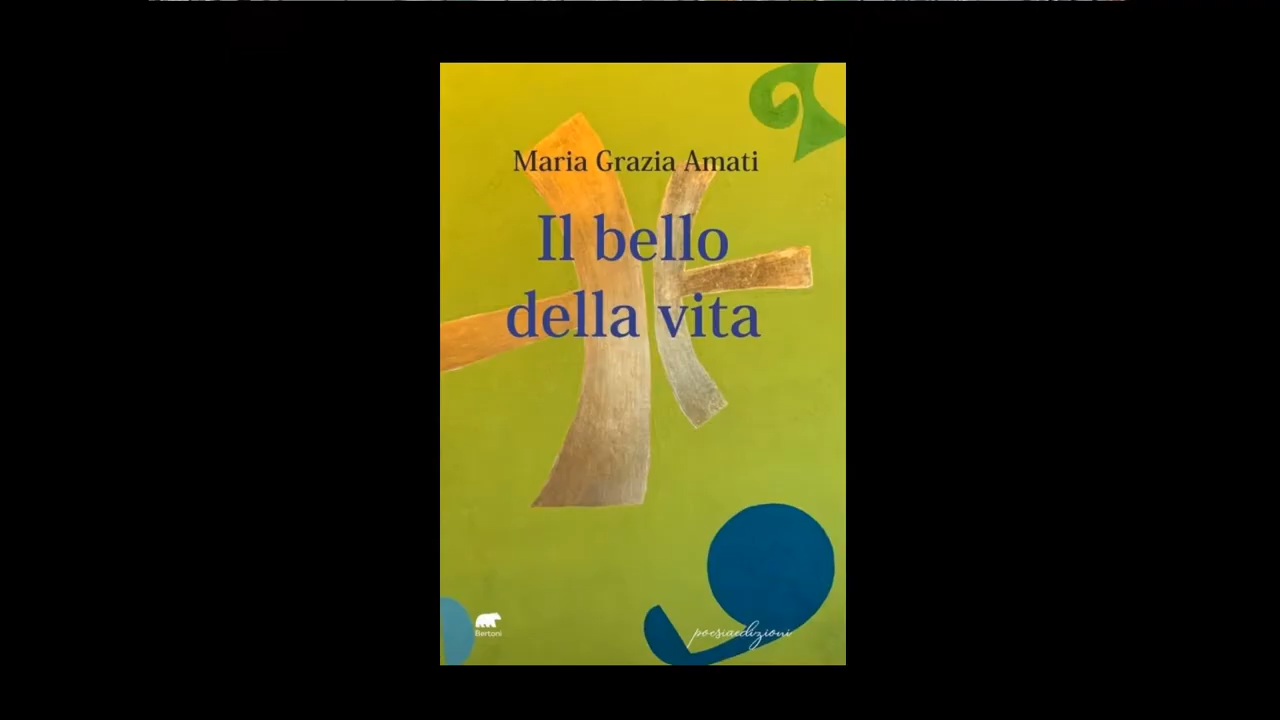 Maria Grazia Amati
Il bello
della vita
Bertoni
poesiaedizioni